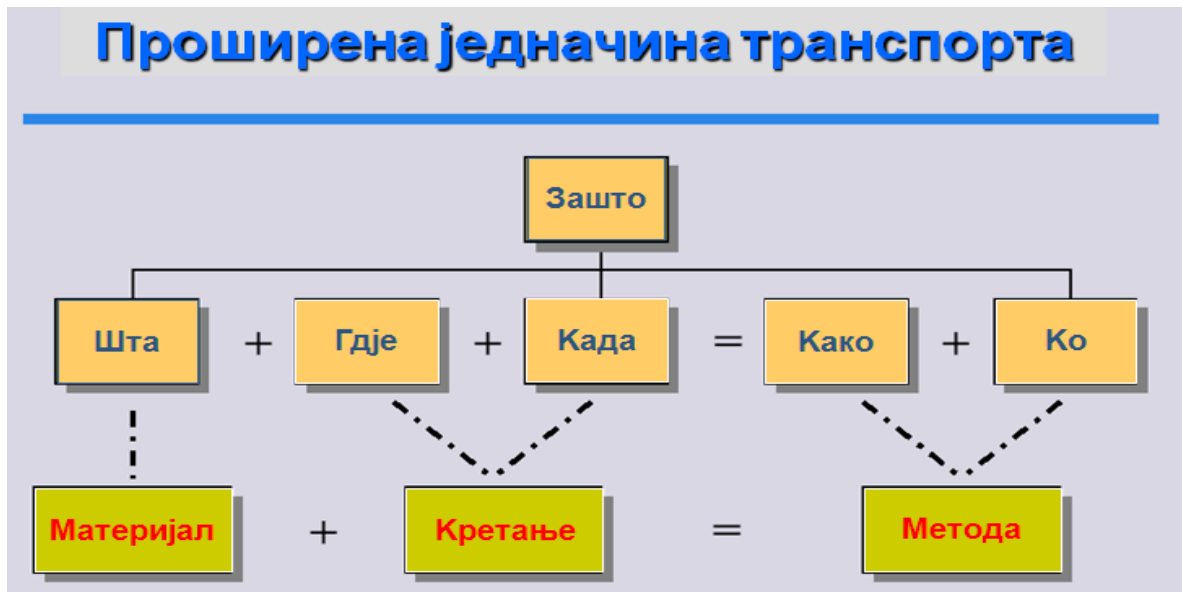 Проширена једначина транспорта
Зашто
Шта + Гдје + Када = Како + Ко
Материјал + Кретање = Метода